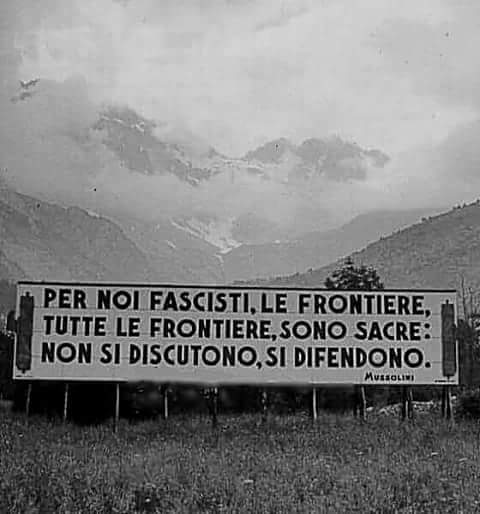 PER NOI FASCISTI, LE FRONTIERE,
TUTTE LE FRONTIERE, SONO SACRE:
NON SI DISCUTONO, SI DIFENDONO.
MUSSOLINI